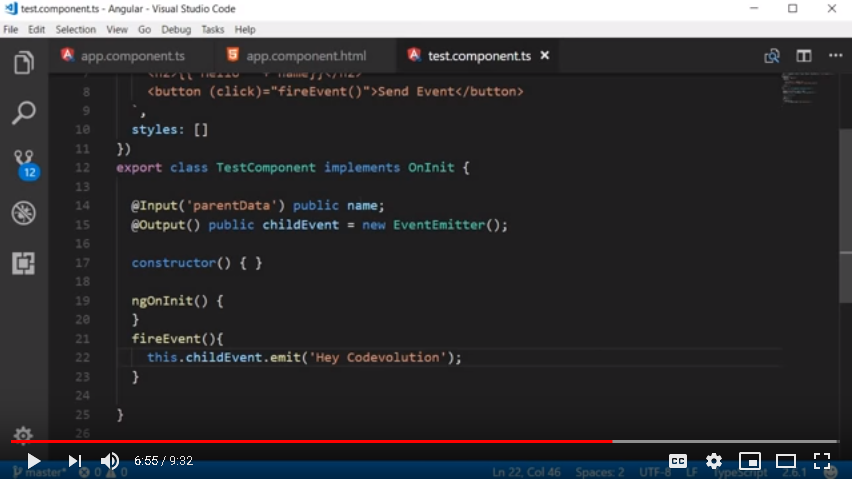 test.component.ts - Angular - Visual Studio Code
File Edit Selection View Go Debug Tasks Help
app.component.ts app.component.html test.component.ts
7 <h2>{{"Hello " + name}}</h2>
8 <button (click)="fireEvent()">Send Event</button>
9 `,
10 styles: []
11 })
12 export class TestComponent implements OnInit {
13
14 @Input('parentData') public name;
15 @Output() public childEvent = new EventEmitter();
16
17 constructor() { }
18
19 ngOnInit() {
20 }
21 fireEvent(){
22 this.childEvent.emit('Hey Codevolution');
23 }
24
25 }
26
12
6:55 / 9:32
CC
master* 0 0 Ln 22, Col 46 Spaces: 2 UTF-8 LF TypeScript 2.6.1